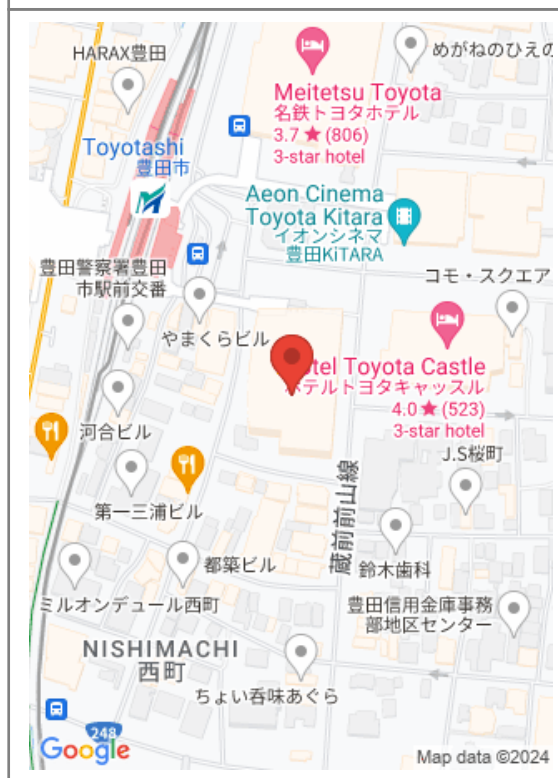 HARAX豊田
めがねのひえの
Meitetsu Toyota
名鉄トヨタホテル
3.7 ★ (806)
3-star hotel
Toyotashi
豊田市
Aeon Cinema
Toyota Kitara
イオンシネマ
豊田KiTARA
豊田警察署豊田
市駅前交番
コモ・スクエア
やまくらビル
tel Toyota Castle
ホテルトヨタキャッスル
4.0 ★ (523)
3-star hotel
河合ビル
J.S桜町
第一三浦ビル
蔵前前山線
都築ビル
鈴木歯科
ミルオンデュール西町
豊田信用金庫事務
部地区センター
NISHIMACHI
西町
ちょい呑味あぐら
248
Google
Map data ©2024